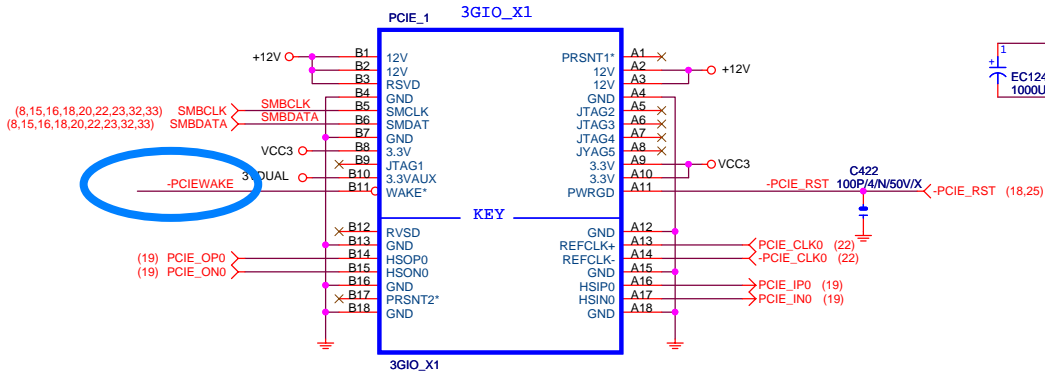 PCIE_1
3GIO_X1
+12V B1 12V PRSNT1* A1
B2 12V 12V A2 +12V
B3 RSVD 12V A3
B4 GND GND A4
(8,15,16,18,20,22,23,32,33) SMBCLK SMBCLK B5 SMCLK JTAG2 A5
(8,15,16,18,20,22,23,32,33) SMBDATA SMBDATA B6 SMDAT JTAG3 A6
B7 GND JTAG4 A7
VCC3 B8 3.3V JYAG5 A8
B9 JTAG1 3.3V A9 VCC3
B10 3.3VAUX 3.3V A10
-PCIEWAKE B11 WAKE* PWRGD A11 -PCIE_RST -PCIE_RST (18,25)
C422
100P/4/N/50V/X
KEY
B12 RVSD GND A12
B13 GND REFCLK+ A13 PCIE_CLK0 (22)
(19) PCIE_OP0 B14 HSOP0 REFCLK- A14 -PCIE_CLK0 (22)
(19) PCIE_ON0 B15 HSON0 GND A15
B16 GND HSIP0 A16 PCIE_IP0 (19)
B17 PRSNT2* HSIN0 A17 PCIE_IN0 (19)
B18 GND GND A18
3GIO_X1
1
+
EC124
1000U